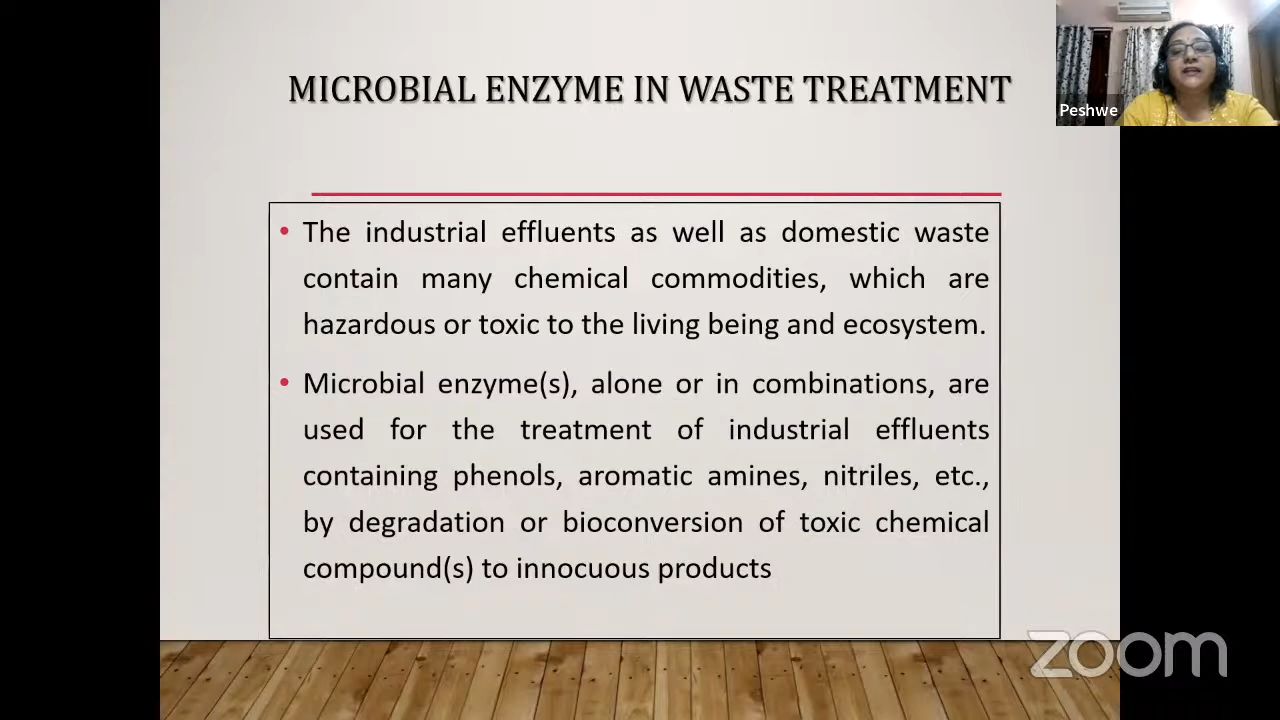 MICROBIAL ENZYME IN WASTE TREATMENT
Peshwe
• The industrial effluents as well as domestic waste
contain many chemical commodities, which are
hazardous or toxic to the living being and ecosystem.
• Microbial enzyme(s), alone or in combinations, are
used for the treatment of industrial effluents
containing phenols, aromatic amines, nitriles, etc.,
by degradation or bioconversion of toxic chemical
compound(s) to innocuous products
zoom